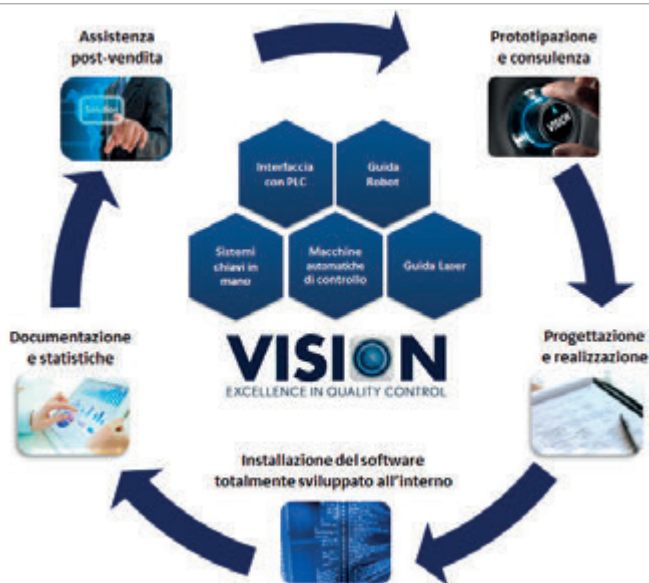 Assistenza
post-vendita
Prototipazione
e consulenza
VISION
Interfaccia
con PLC
Guida
Robot
Sistemi
chiavi in
mano
Macchine
automatiche
di controllo
Guida Laser
Documentazione
e statistiche
VISION
EXCELLENCE IN QUALITY CONTROL
Progettazione
e realizzazione
Installazione del software
totalmente sviluppato all'interno